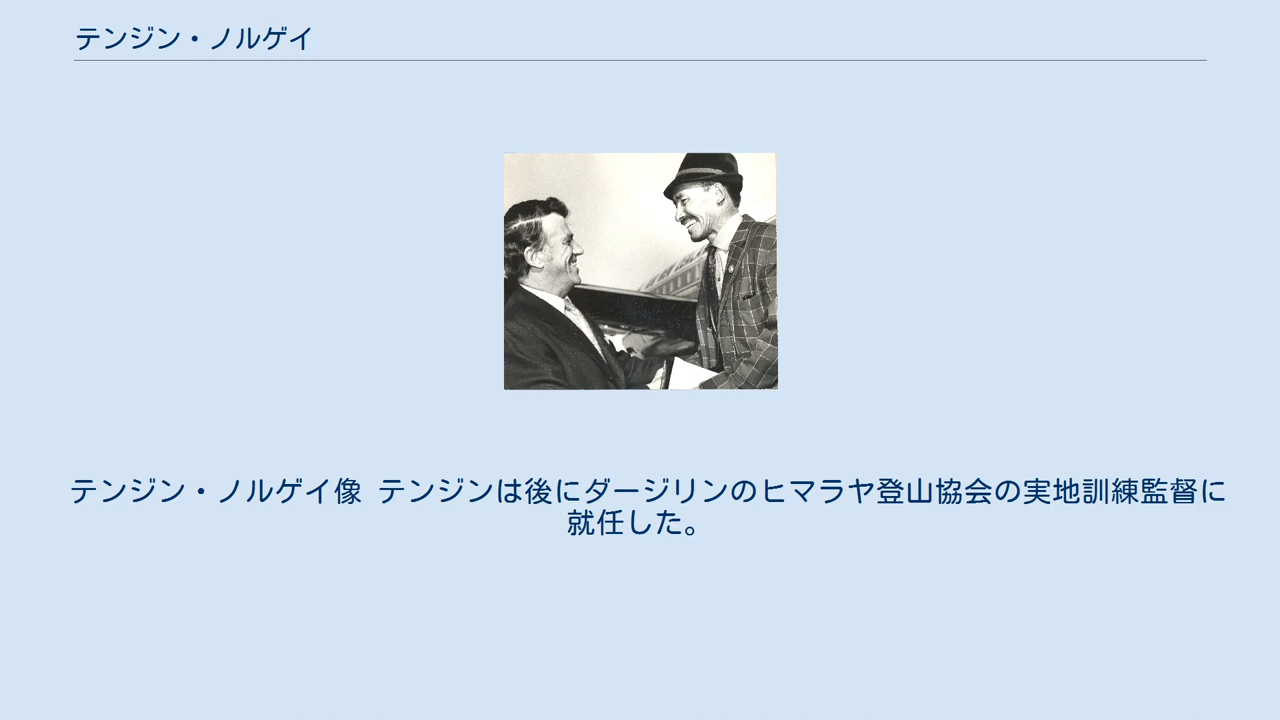 テンジン・ノルゲイ
テンジン・ノルゲイ像 テンジンは後にダージリンのヒマラヤ登山協会の実地訓練監督に
就任した。